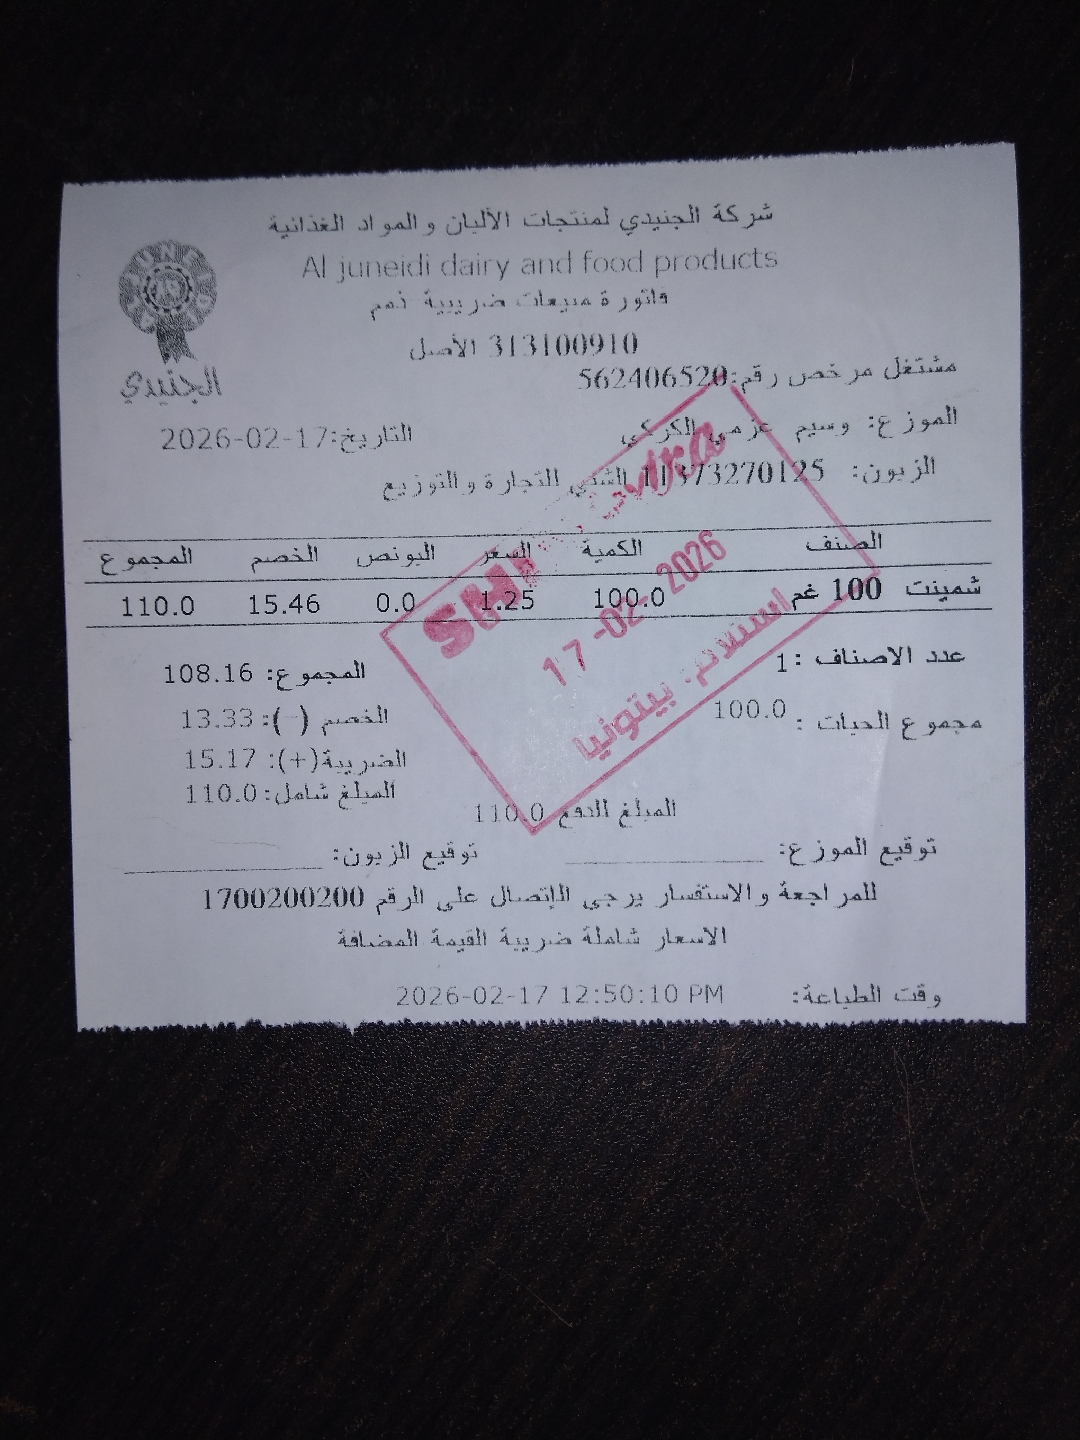 شركة الجنيدي لمنتجات الألبان والمواد الغذائية
Al juneidi dairy and food products
فاتورة مبيعات ضريبية ذمم
313100910 الأصل
الجنيدي
مشتغل مرخص رقم:562406520
الموزع: وسيم عزمي الكركي التاريخ:2026-02-17
الزبون: 11373270125 الشني التجارة والتوزيع
الصنف الكمية السعر البونص الخصم المجموع
شمينت 100 غم 100.0 1.25 0.0 15.46 110.0
عدد الاصناف : 1 المجموع: 108.16
مجموع الحبات : 100.0 الخصم (-): 13.33
الضريبة(+): 15.17
المبلغ شامل: 110.0
المبلغ للدفع 110.0
توقيع الموزع: توقيع الزبون:
للمراجعة والاستفسار يرجى الإتصال على الرقم 1700200200
الاسعار شاملة ضريبة القيمة المضافة
وقت الطباعة: 2026-02-17 12:50:10 PM
17-02-2026
استلام. بيتونيا